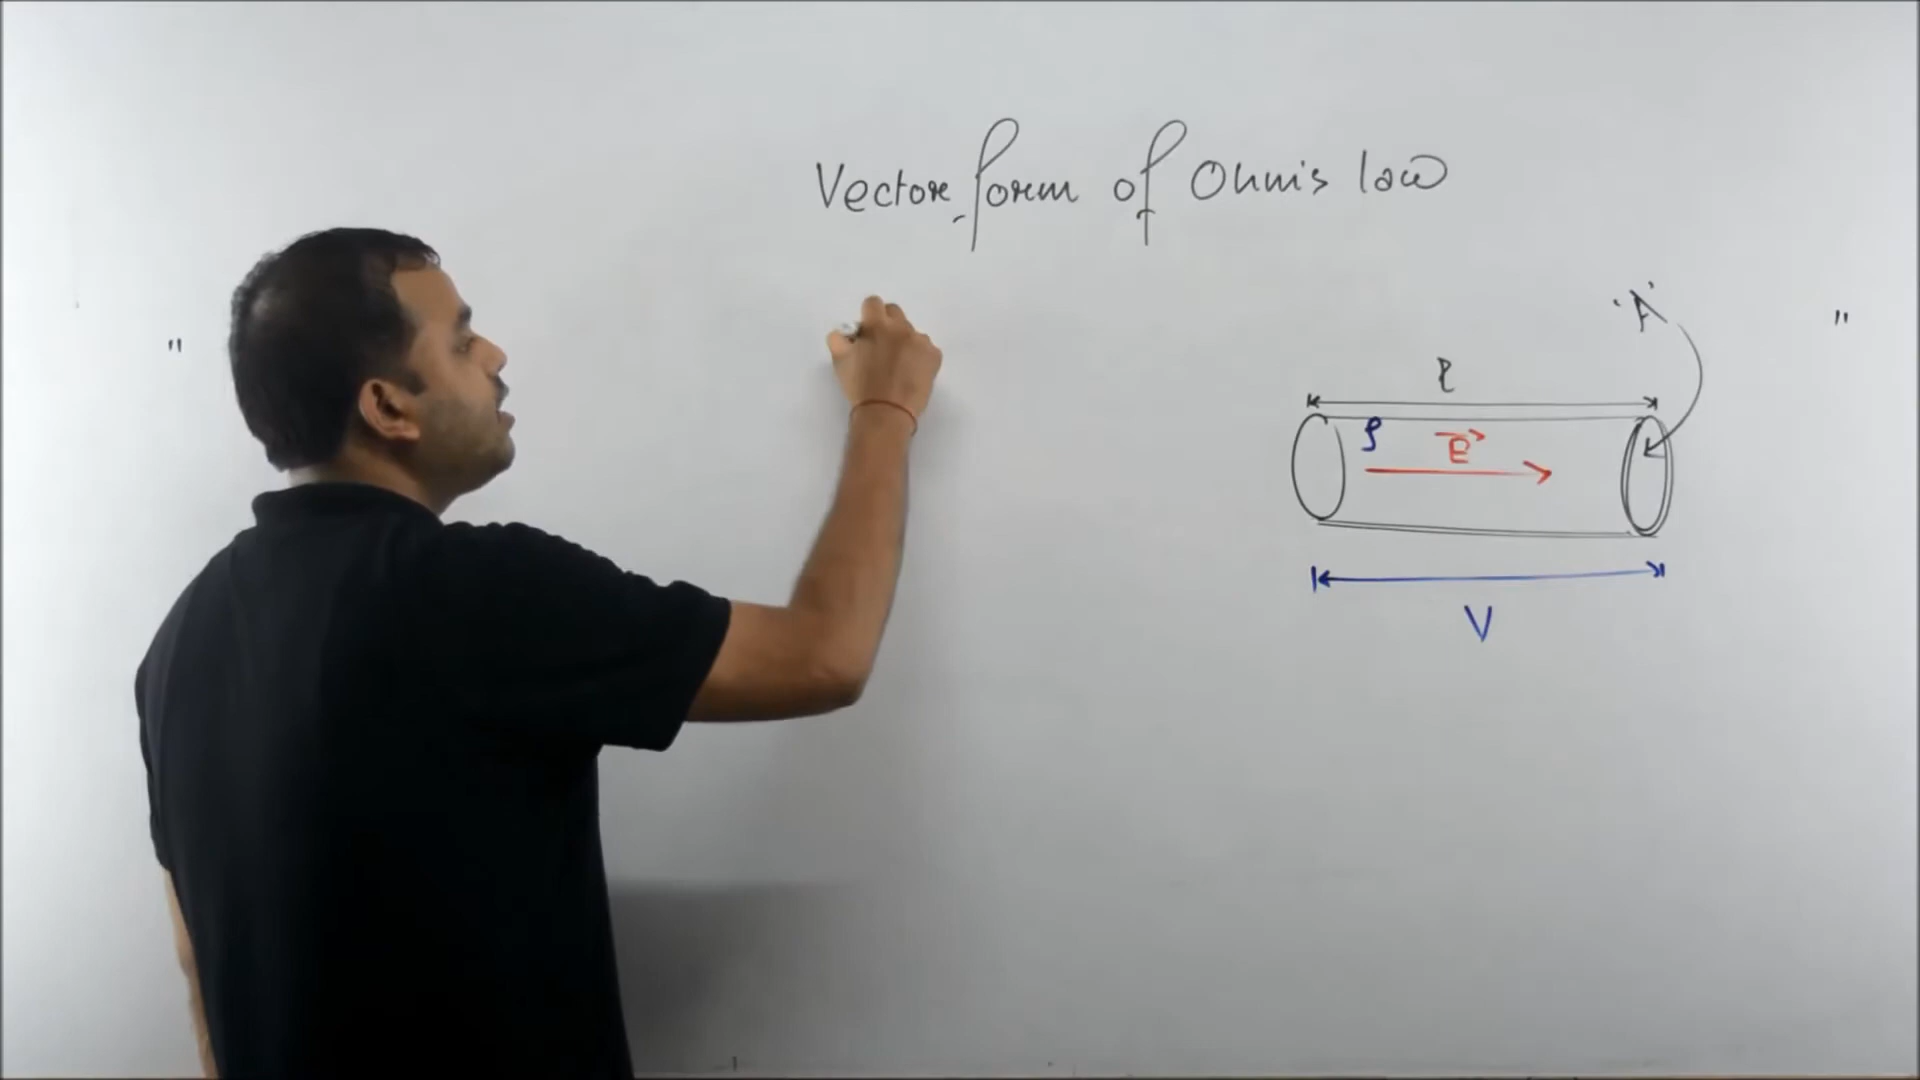 Vector form of Ohm's law
'A'
l
ρ E
V